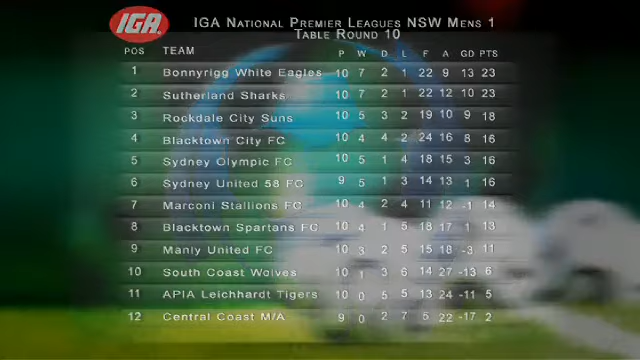 IGA
IGA National Premier Leagues NSW Mens 1
Table Round 10
POS TEAM P W D L F A GD PTS
1 Bonnyrigg White Eagles 10 7 2 1 22 9 13 23
2 Sutherland Sharks 10 7 2 1 22 12 10 23
3 Rockdale City Suns 10 5 3 2 19 10 9 18
4 Blacktown City FC 10 4 4 2 24 16 8 16
5 Sydney Olympic FC 10 5 1 4 18 15 3 16
6 Sydney United 58 FC 9 5 1 3 14 13 1 16
7 Marconi Stallions FC 10 4 2 4 11 12 -1 14
8 Blacktown Spartans FC 10 4 1 5 18 17 1 13
9 Manly United FC 10 3 2 5 15 18 -3 11
10 South Coast Wolves 10 1 3 6 14 27 -13 6
11 APIA Leichhardt Tigers 10 0 5 5 13 24 -11 5
12 Central Coast M/A 9 0 2 7 5 22 -17 2